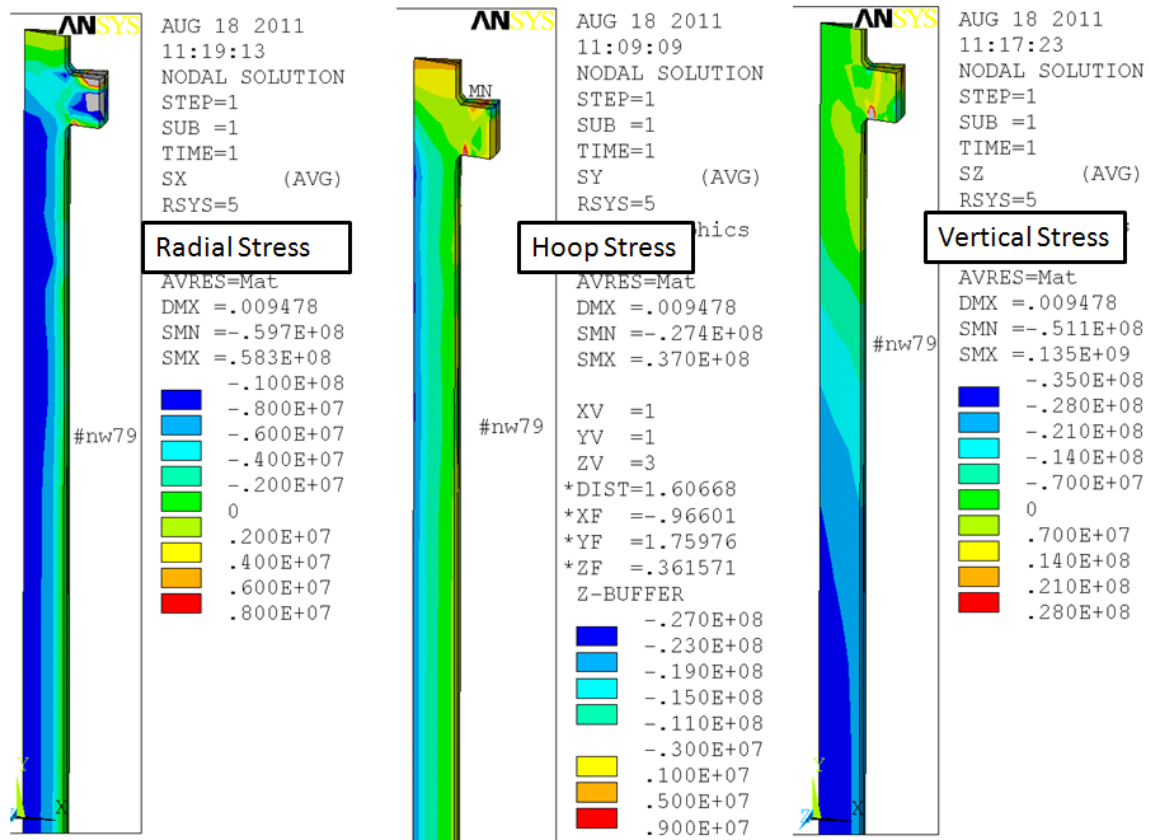 ANSYS
AUG 18 2011
11:19:13
NODAL SOLUTION
STEP=1
SUB =1
TIME=1
SX (AVG)
RSYS=5
Radial Stress
AVRES=Mat
DMX =.009478
SMN =-.597E+08
SMX =.583E+08
-.100E+08
-.800E+07
-.600E+07
-.400E+07
-.200E+07
0
.200E+07
.400E+07
.600E+07
.800E+07
#nw79
Y
Z X
ANSYS
AUG 18 2011
11:09:09
NODAL SOLUTION
STEP=1
SUB =1
TIME=1
SY (AVG)
RSYS=5
hics
Hoop Stress
AVRES=Mat
DMX =.009478
SMN =-.274E+08
SMX =.370E+08
XV =1
YV =1
ZV =3
*DIST=1.60668
*XF =-.96601
*YF =1.75976
*ZF =.361571
Z-BUFFER
-.270E+08
-.230E+08
-.190E+08
-.150E+08
-.110E+08
-.300E+07
.100E+07
.500E+07
.900E+07
MN
#nw79
ANSYS
AUG 18 2011
11:17:23
NODAL SOLUTION
STEP=1
SUB =1
TIME=1
SZ (AVG)
RSYS=5
Vertical Stress
AVRES=Mat
DMX =.009478
SMN =-.511E+08
SMX =.135E+09
-.350E+08
-.280E+08
-.210E+08
-.140E+08
-.700E+07
0
.700E+07
.140E+08
.210E+08
.280E+08
#nw79
Y
Z X